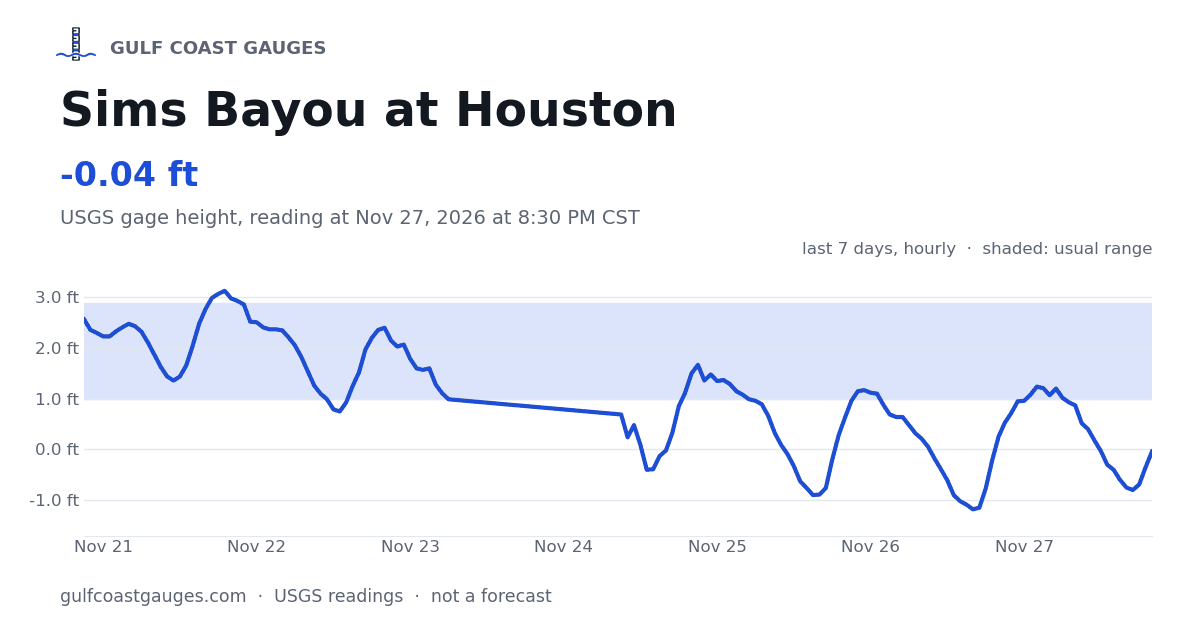 GULF COAST GAUGES
Sims Bayou at Houston
-0.04 ft
USGS gage height, reading at Nov 27, 2026 at 8:30 PM CST
last 7 days, hourly · shaded: usual range
3.0 ft
2.0 ft
1.0 ft
0.0 ft
-1.0 ft
Nov 21 Nov 22 Nov 23 Nov 24 Nov 25 Nov 26 Nov 27
gulfcoastgauges.com · USGS readings · not a forecast